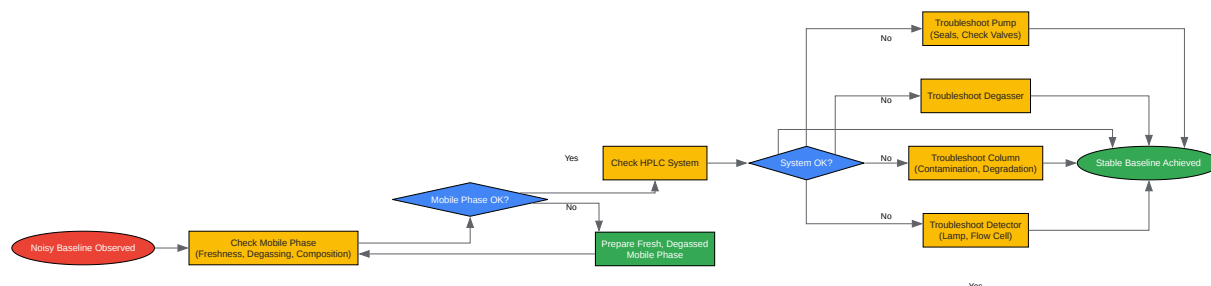 Noisy Baseline Observed
Check Mobile Phase
(Freshness, Degassing, Composition)
Mobile Phase OK?
Yes
No
Prepare Fresh, Degassed
Mobile Phase
Check HPLC System
System OK?
No
Troubleshoot Pump
(Seals, Check Valves)
No
Troubleshoot Degasser
No
Troubleshoot Column
(Contamination, Degradation)
No
Troubleshoot Detector
(Lamp, Flow Cell)
Stable Baseline Achieved
Yes